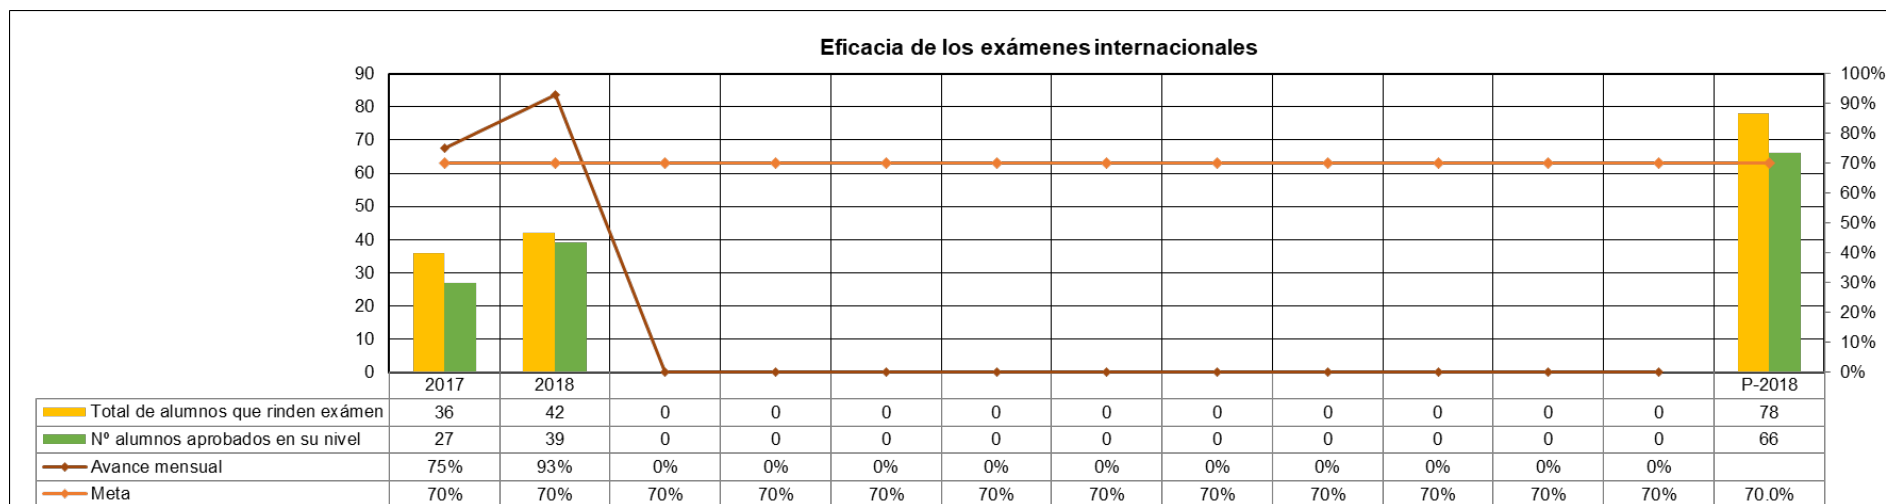 Eficacia de los exámenes internacionales
90 100%
80 90%
70 80%
60 70%
50 60%
40 50%
30 40%
20 30%
10 20%
0 10%
0%
2017 2018 P-2018
Total de alumnos que rinden exámen 36 42 0 0 0 0 0 0 0 0 0 0 78
Nº alumnos aprobados en su nivel 27 39 0 0 0 0 0 0 0 0 0 0 66
Avance mensual 75% 93% 0% 0% 0% 0% 0% 0% 0% 0% 0% 0%
Meta 70% 70% 70% 70% 70% 70% 70% 70% 70% 70% 70% 70% 70.0%